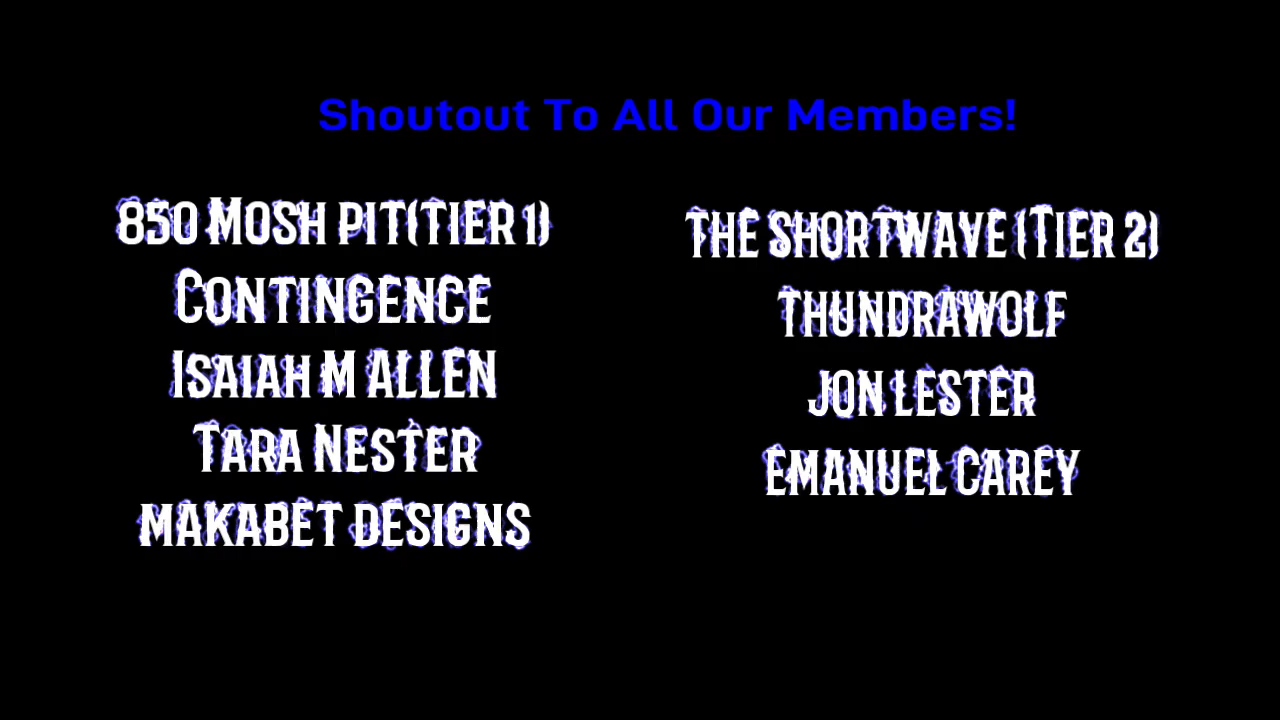 Shoutout To All Our Members!
850 Mosh pit(tier 1)
Contingence
Isaiah M Allen
Tara Nester
makabet designs
the shortwave (Tier 2)
thundrawolf
jon lester
emanuel carey